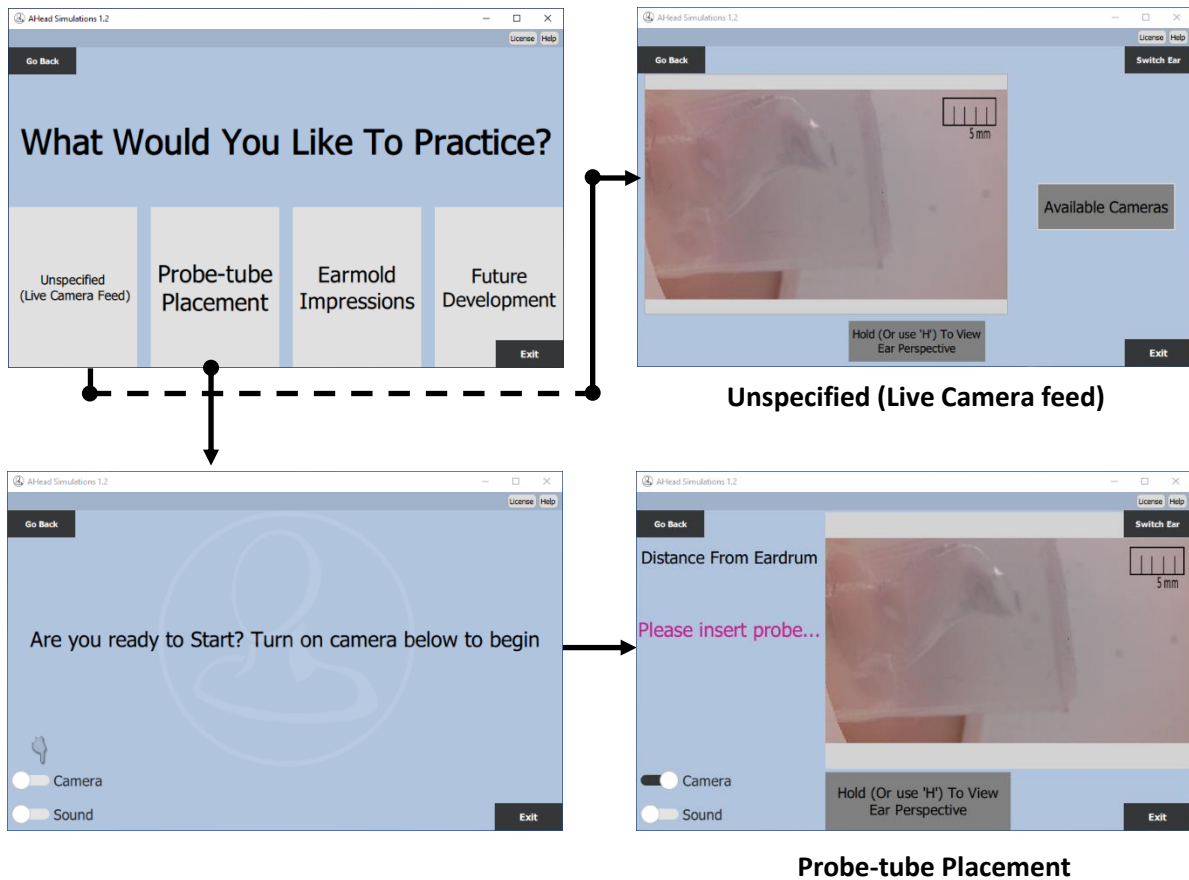 AHead Simulations 1.2
License Help
Go Back
What Would You Like To Practice?
Unspecified
(Live Camera Feed)
Probe-tube
Placement
Earmold
Impressions
Future
Development
Exit
AHead Simulations 1.2
License Help
Go Back
Switch Ear
5 mm
Available Cameras
Hold (Or use 'H') To View
Ear Perspective
Exit
Unspecified (Live Camera feed)
AHead Simulations 1.2
License Help
Go Back
Are you ready to Start? Turn on camera below to begin
Camera
Sound
Exit
AHead Simulations 1.2
License Help
Go Back
Switch Ear
Distance From Eardrum
5 mm
Please insert probe...
Camera
Sound
Hold (Or use 'H') To View
Ear Perspective
Exit
Probe-tube Placement